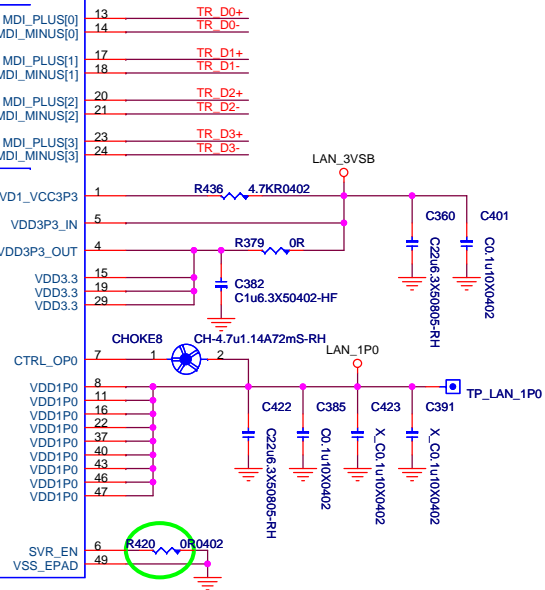 MDI_PLUS[0] 13 TR_D0+
MDI_MINUS[0] 14 TR_D0-
MDI_PLUS[1] 17 TR_D1+
MDI_MINUS[1] 18 TR_D1-
MDI_PLUS[2] 20 TR_D2+
MDI_MINUS[2] 21 TR_D2-
MDI_PLUS[3] 23 TR_D3+
MDI_MINUS[3] 24 TR_D3-
LAN_3VSB
VD1_VCC3P3 1 R436 4.7KR0402
VDD3P3_IN 5
C360 C401
C22u6.3X50805-RH
C0.1u10X0402
VDD3P3_OUT 4 R379 0R
VDD3.3 15
VDD3.3 19
VDD3.3 29
C382
C1u6.3X50402-HF
CHOKE8 CH-4.7u1.14A72mS-RH
LAN_1P0
CTRL_OP0 7 1 2
VDD1P0 8
TP_LAN_1P0
VDD1P0 11
VDD1P0 16
VDD1P0 22
VDD1P0 37
VDD1P0 40
VDD1P0 43
VDD1P0 46
VDD1P0 47
C422 C385 C423 C391
C22u6.3X50805-RH
C0.1u10X0402
X_C0.1u10X0402
X_C0.1u10X0402
SVR_EN 6 R420 0R0402
VSS_EPAD 49